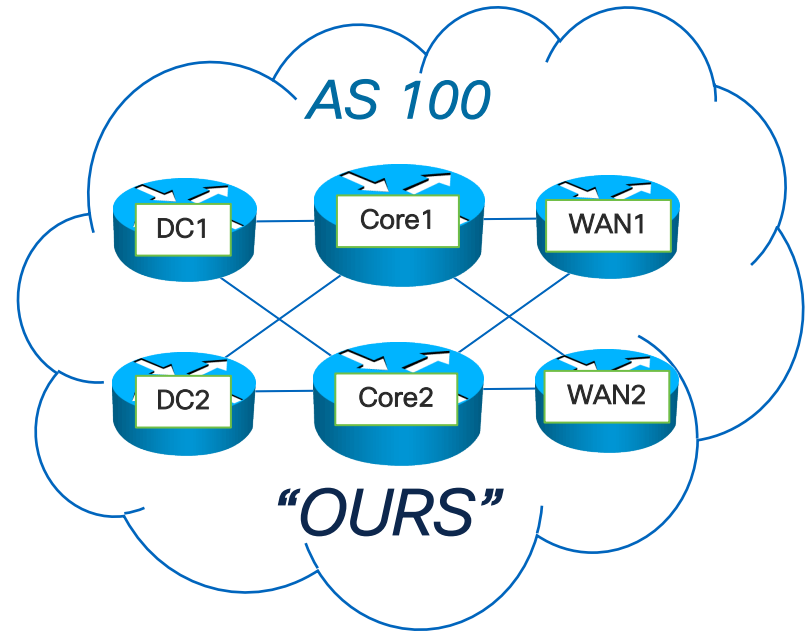 AS 100
DC1
Core1
WAN1
DC2
Core2
WAN2
“OURS”